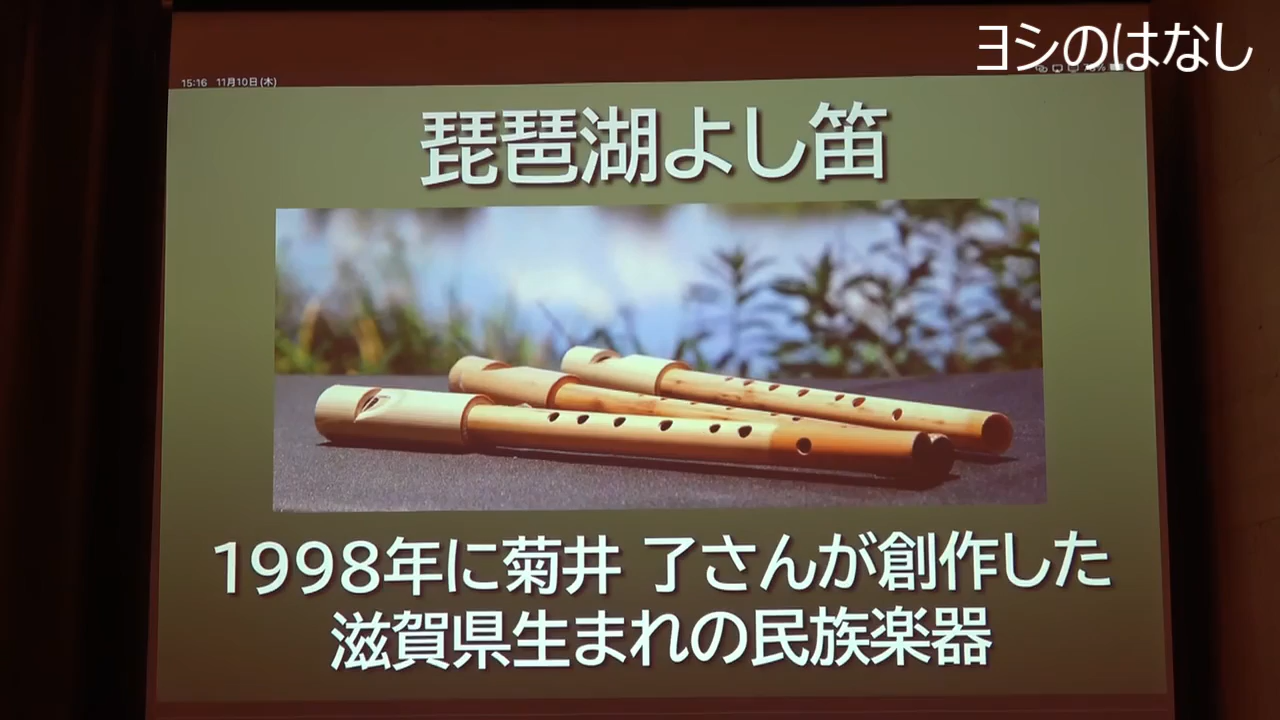 ヨシのはなし
15:16 11月10日(木)
琵琶湖よし笛
1998年に菊井 了さんが創作した
滋賀県生まれの民族楽器